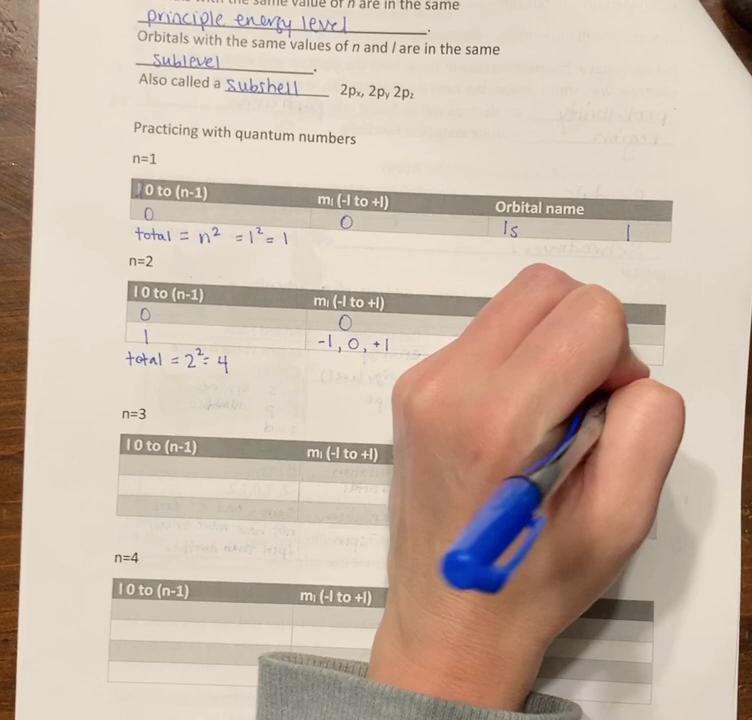 with the same value of n are in the same
principle energy level.
Orbitals with the same values of n and l are in the same
sublevel.
Also called a subshell 2pₓ, 2pᵧ 2p_z
Practicing with quantum numbers
n=1
l 0 to (n-1) mₗ (-l to +l) Orbital name
0 0 1s 1
total = n² = 1² = 1
n=2
l 0 to (n-1) mₗ (-l to +l)
0 0
1 -1, 0, +1
total = 2² = 4
n=3
l 0 to (n-1) mₗ (-l to +l)
n=4
l 0 to (n-1) mₗ (-l to +l)